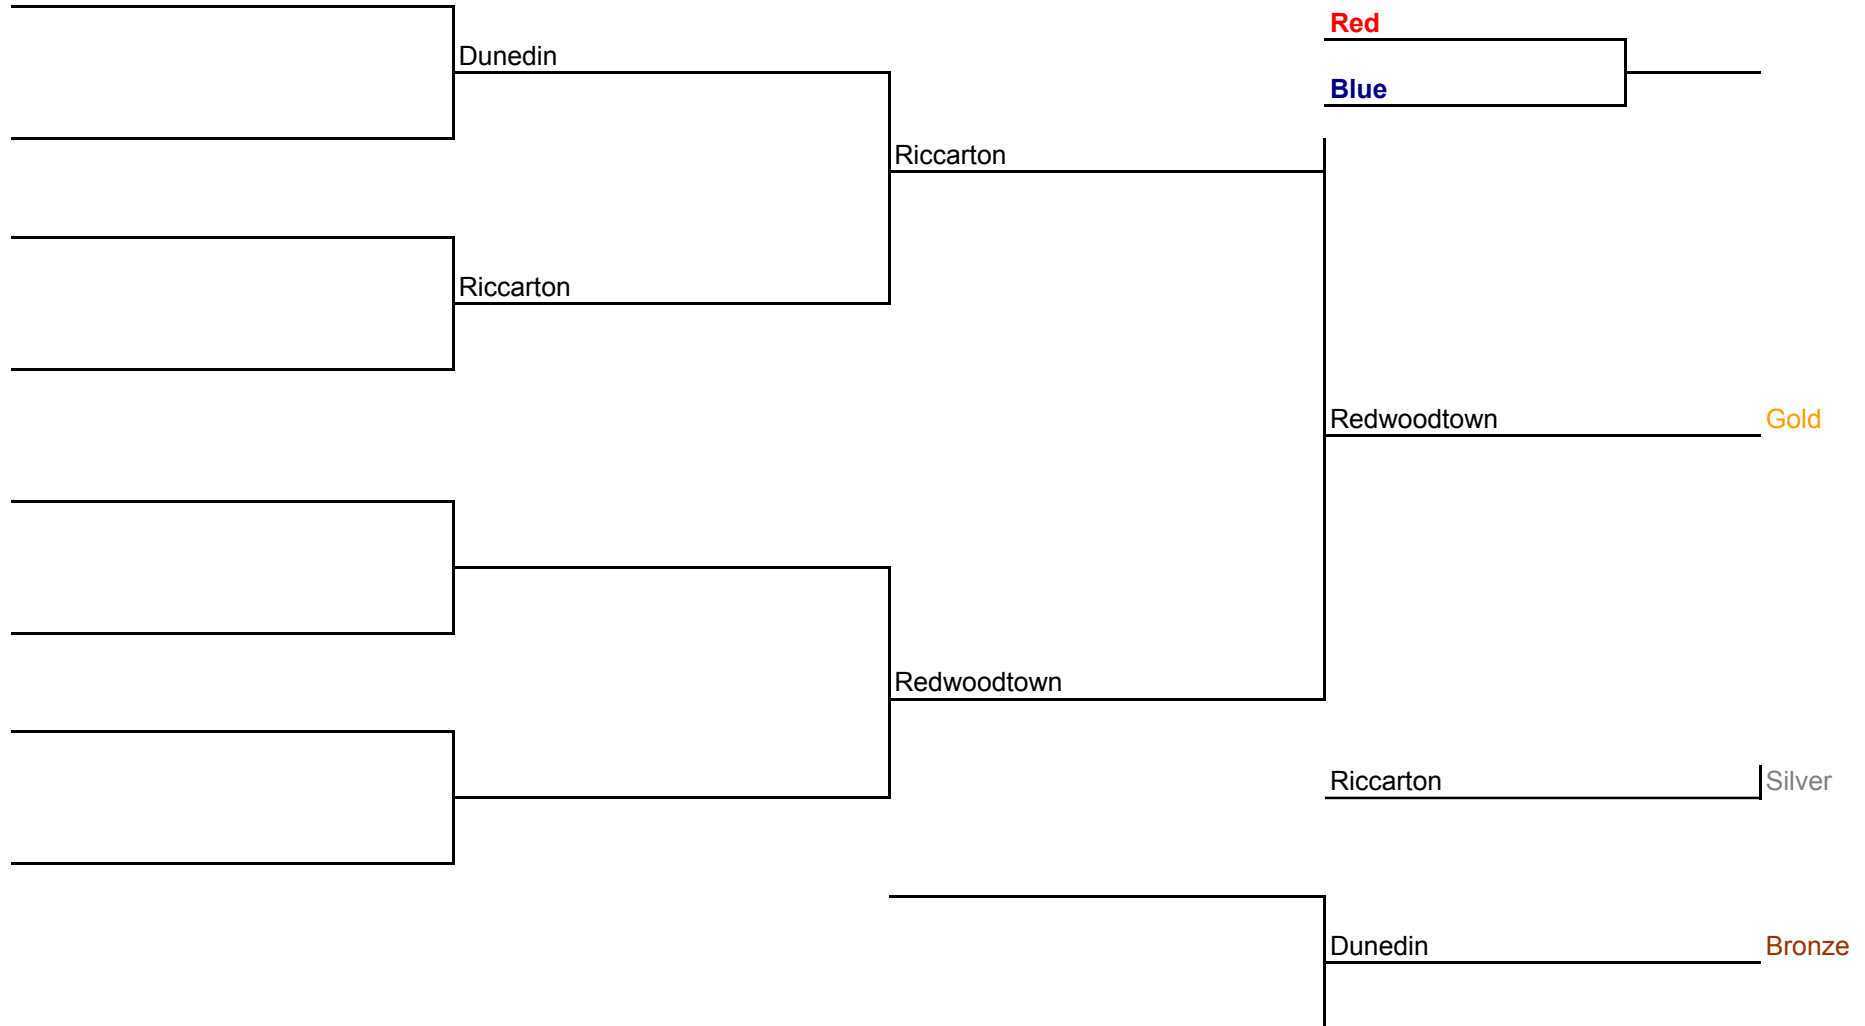 Red
Dunedin
Blue
Riccarton
Riccarton
Redwoodtown
Gold
Redwoodtown
Riccarton
Silver
Dunedin
Bronze